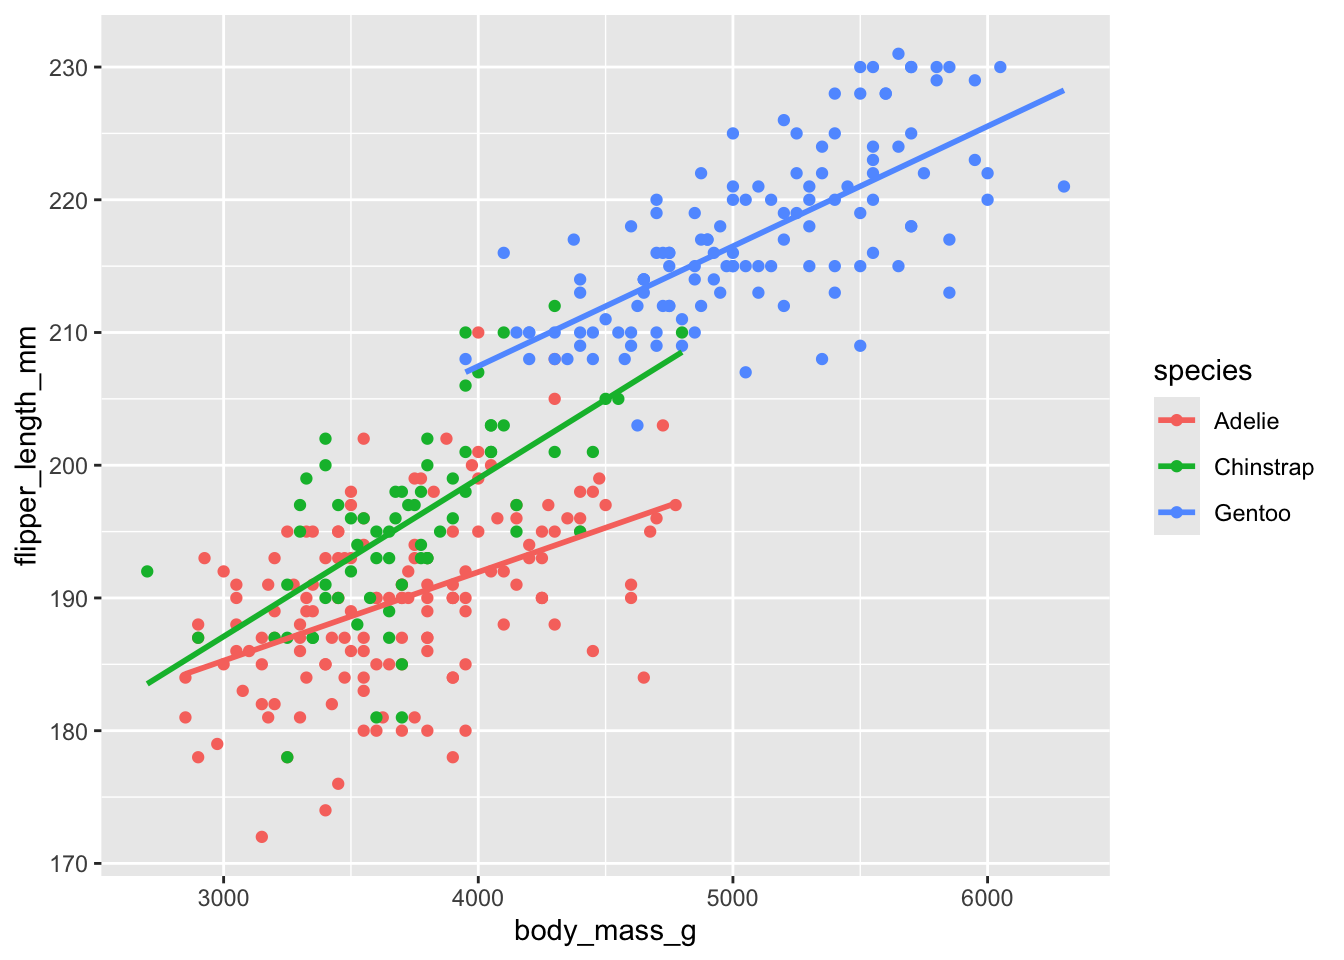 flipper_length_mm
230
220
210
200
190
180
170
3000 4000 5000 6000
body_mass_g
species
Adelie
Chinstrap
Gentoo